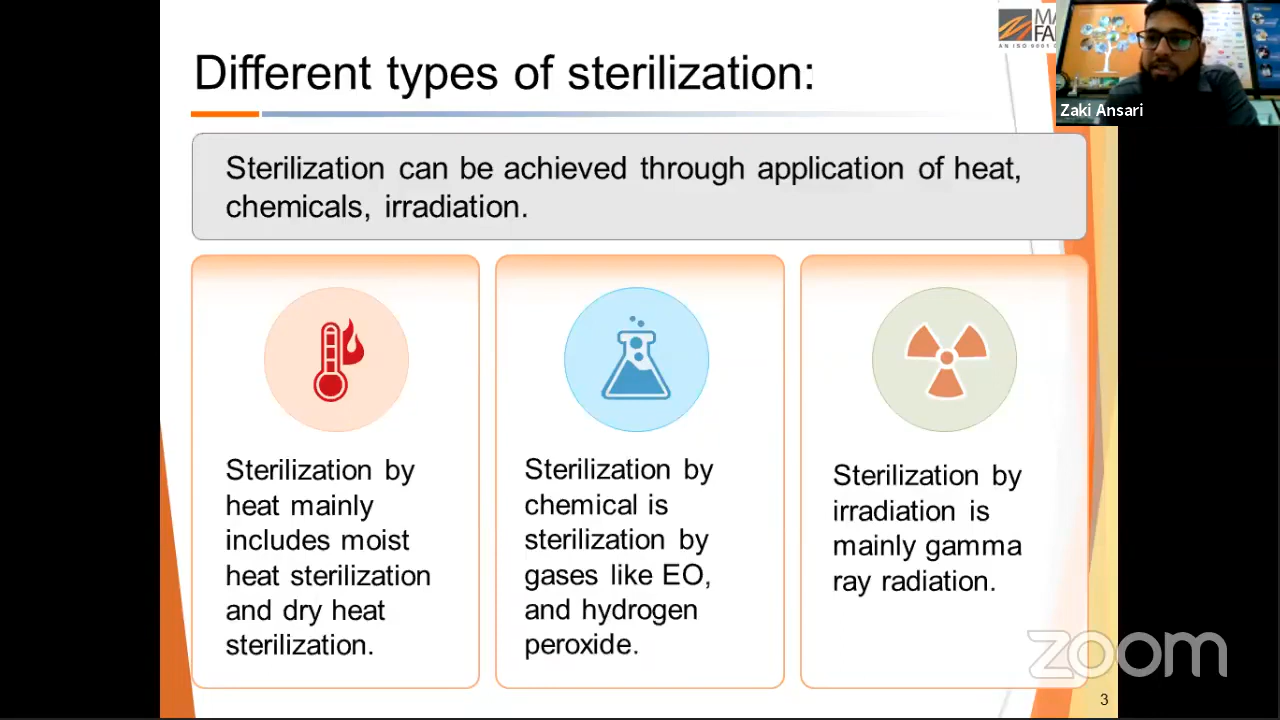 Different types of sterilization:
Zaki Ansari
Sterilization can be achieved through application of heat,
chemicals, irradiation.
Sterilization by
heat mainly
includes moist
heat sterilization
and dry heat
sterilization.
Sterilization by
chemical is
sterilization by
gases like EO,
and hydrogen
peroxide.
Sterilization by
irradiation is
mainly gamma
ray radiation.
zoom
3